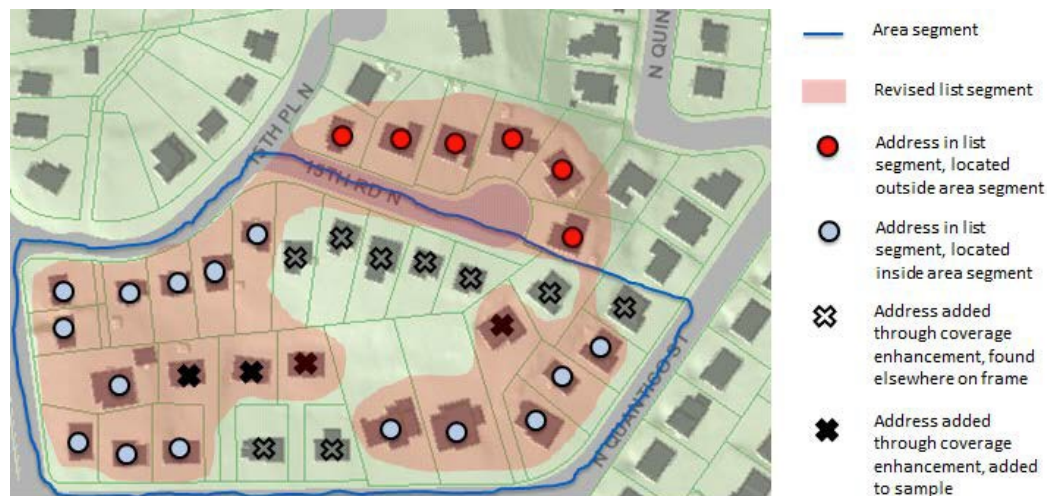 N QUIN
15TH PL N
13TH RD N
N QUANTICO ST
Area segment
Revised list segment
Address in list
segment, located
outside area segment
Address in list
segment, located
inside area segment
Address added
through coverage
enhancement, found
elsewhere on frame
Address added
through coverage
enhancement, added
to sample